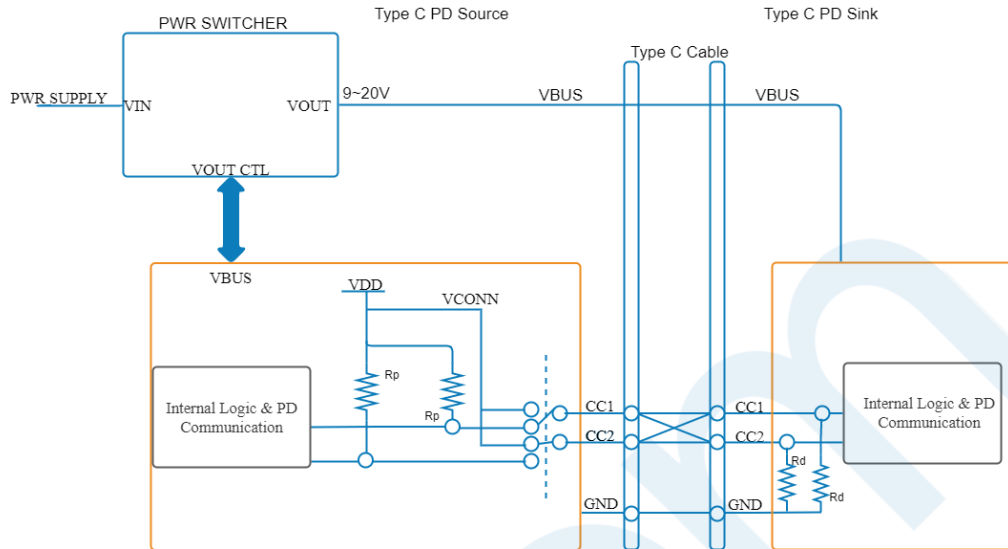 Type C PD Source
Type C PD Sink
PWR SWITCHER
Type C Cable
PWR SUPPLY
VIN
VOUT
9~20V
VBUS
VBUS
VOUT CTL
VBUS
VDD
VCONN
Rp
Rp
Internal Logic & PD
Communication
CC1
CC2
GND
CC1
CC2
GND
Rd
Rd
Internal Logic & PD
Communication